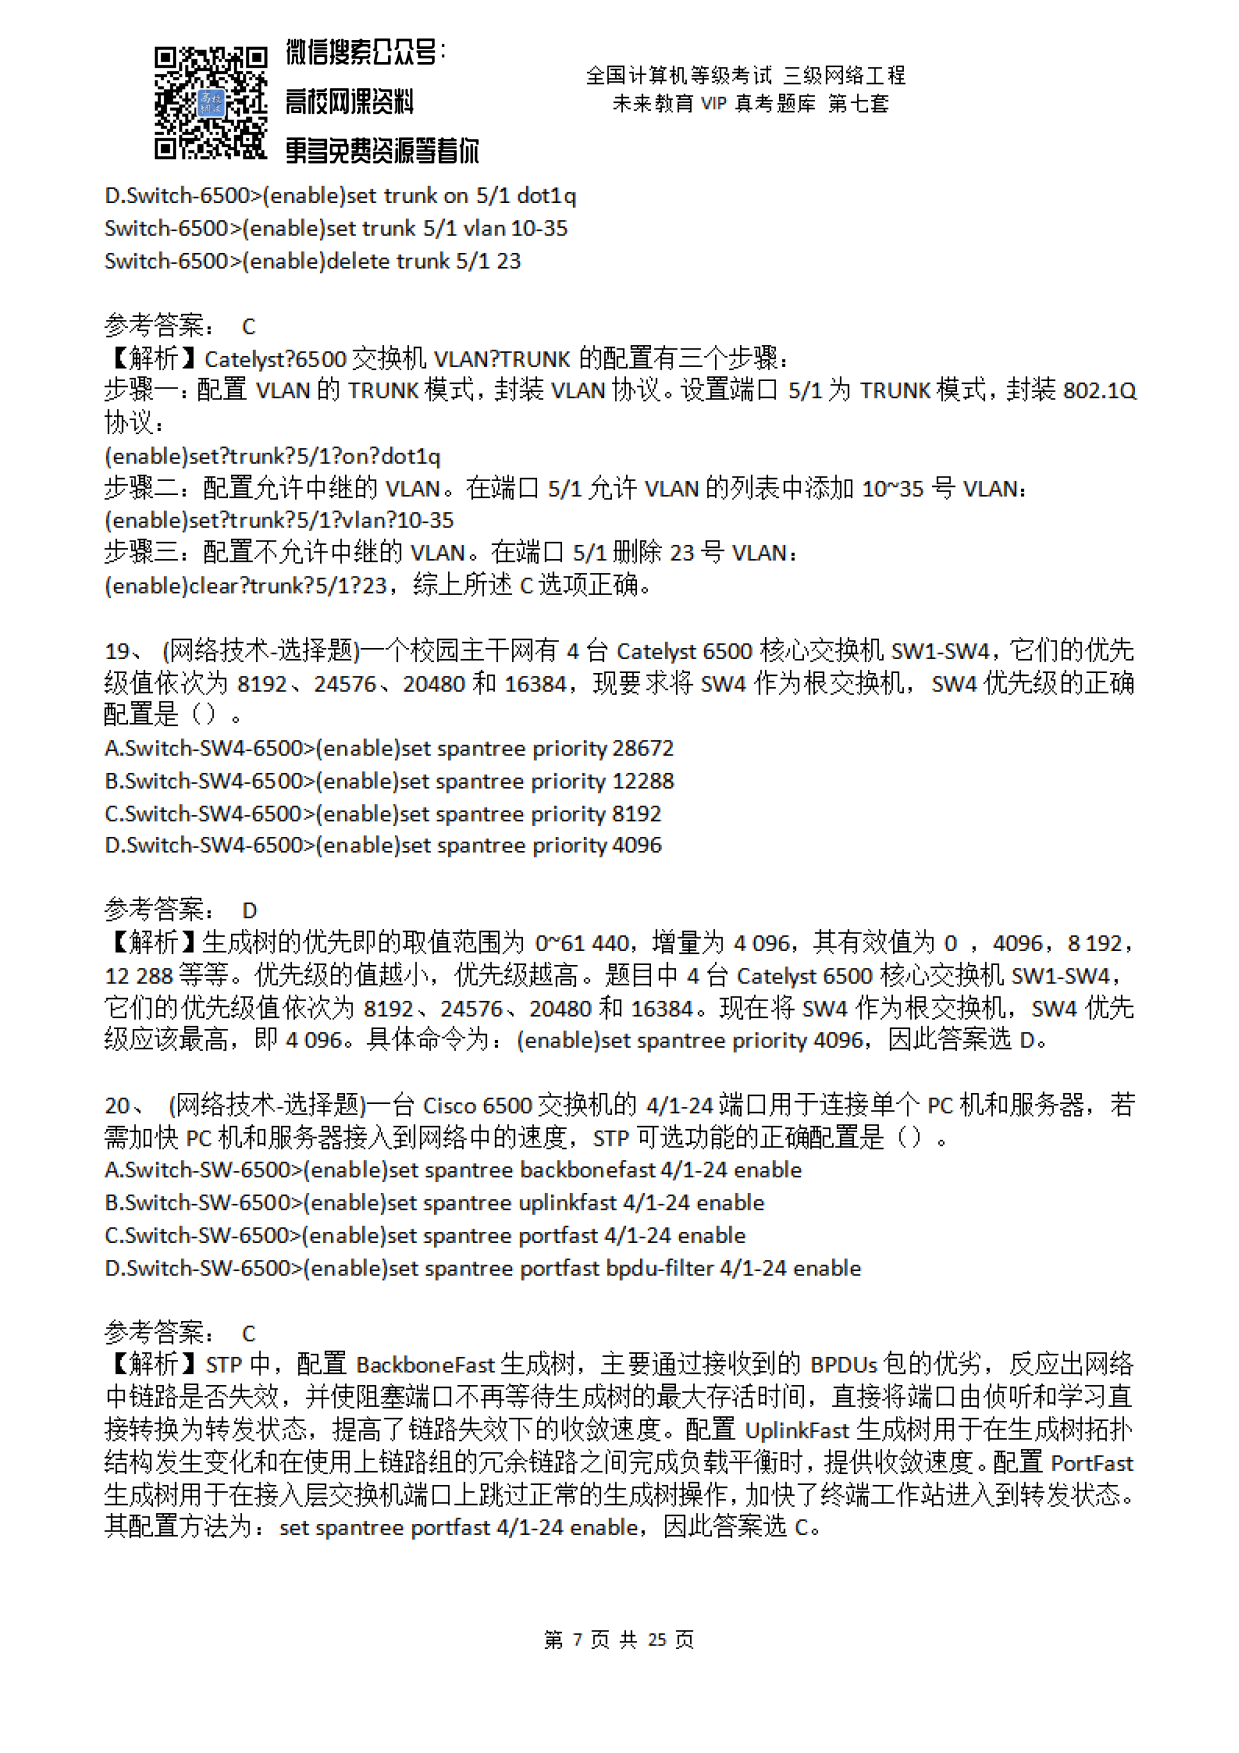 微信搜索公众号：
高校网课资料
更多免费资源等着你
全国计算机等级考试 三级网络工程
未来教育 VIP 真考题库 第七套
D.Switch-6500>(enable)set trunk on 5/1 dot1q
Switch-6500>(enable)set trunk 5/1 vlan 10-35
Switch-6500>(enable)delete trunk 5/1 23
参考答案： C
【解析】Catelyst?6500 交换机 VLAN?TRUNK 的配置有三个步骤：
步骤一：配置 VLAN 的 TRUNK 模式，封装 VLAN 协议。设置端口 5/1 为 TRUNK 模式，封装 802.1Q
协议：
(enable)set?trunk?5/1?on?dot1q
步骤二：配置允许中继的 VLAN。在端口 5/1 允许 VLAN 的列表中添加 10~35 号 VLAN：
(enable)set?trunk?5/1?vlan?10-35
步骤三：配置不允许中继的 VLAN。在端口 5/1 删除 23 号 VLAN：
(enable)clear?trunk?5/1?23，综上所述 C 选项正确。
19、 (网络技术-选择题)一个校园主干网有 4 台 Catelyst 6500 核心交换机 SW1-SW4，它们的优先
级值依次为 8192、24576、20480 和 16384，现要求将 SW4 作为根交换机，SW4 优先级的正确
配置是（）。
A.Switch-SW4-6500>(enable)set spantree priority 28672
B.Switch-SW4-6500>(enable)set spantree priority 12288
C.Switch-SW4-6500>(enable)set spantree priority 8192
D.Switch-SW4-6500>(enable)set spantree priority 4096
参考答案： D
【解析】生成树的优先即的取值范围为 0~61 440，增量为 4 096，其有效值为 0 ，4096，8 192，
12 288 等等。优先级的值越小，优先级越高。题目中 4 台 Catelyst 6500 核心交换机 SW1-SW4，
它们的优先级值依次为 8192、24576、20480 和 16384。现在将 SW4 作为根交换机，SW4 优先
级应该最高，即 4 096。具体命令为：(enable)set spantree priority 4096，因此答案选 D。
20、 (网络技术-选择题)一台 Cisco 6500 交换机的 4/1-24 端口用于连接单个 PC 机和服务器，若
需加快 PC 机和服务器接入到网络中的速度，STP 可选功能的正确配置是（）。
A.Switch-SW-6500>(enable)set spantree backbonefast 4/1-24 enable
B.Switch-SW-6500>(enable)set spantree uplinkfast 4/1-24 enable
C.Switch-SW-6500>(enable)set spantree portfast 4/1-24 enable
D.Switch-SW-6500>(enable)set spantree portfast bpdu-filter 4/1-24 enable
参考答案： C
【解析】STP 中，配置 BackboneFast 生成树，主要通过接收到的 BPDUs 包的优劣，反应出网络
中链路是否失效，并使阻塞端口不再等待生成树的最大存活时间，直接将端口由侦听和学习直
接转换为转发状态，提高了链路失效下的收敛速度。配置 UplinkFast 生成树用于在生成树拓扑
结构发生变化和在使用上链路组的冗余链路之间完成负载平衡时，提供收敛速度。配置 PortFast
生成树用于在接入层交换机端口上跳过正常的生成树操作，加快了终端工作站进入到转发状态。
其配置方法为：set spantree portfast 4/1-24 enable，因此答案选 C。
第 7 页 共 25 页